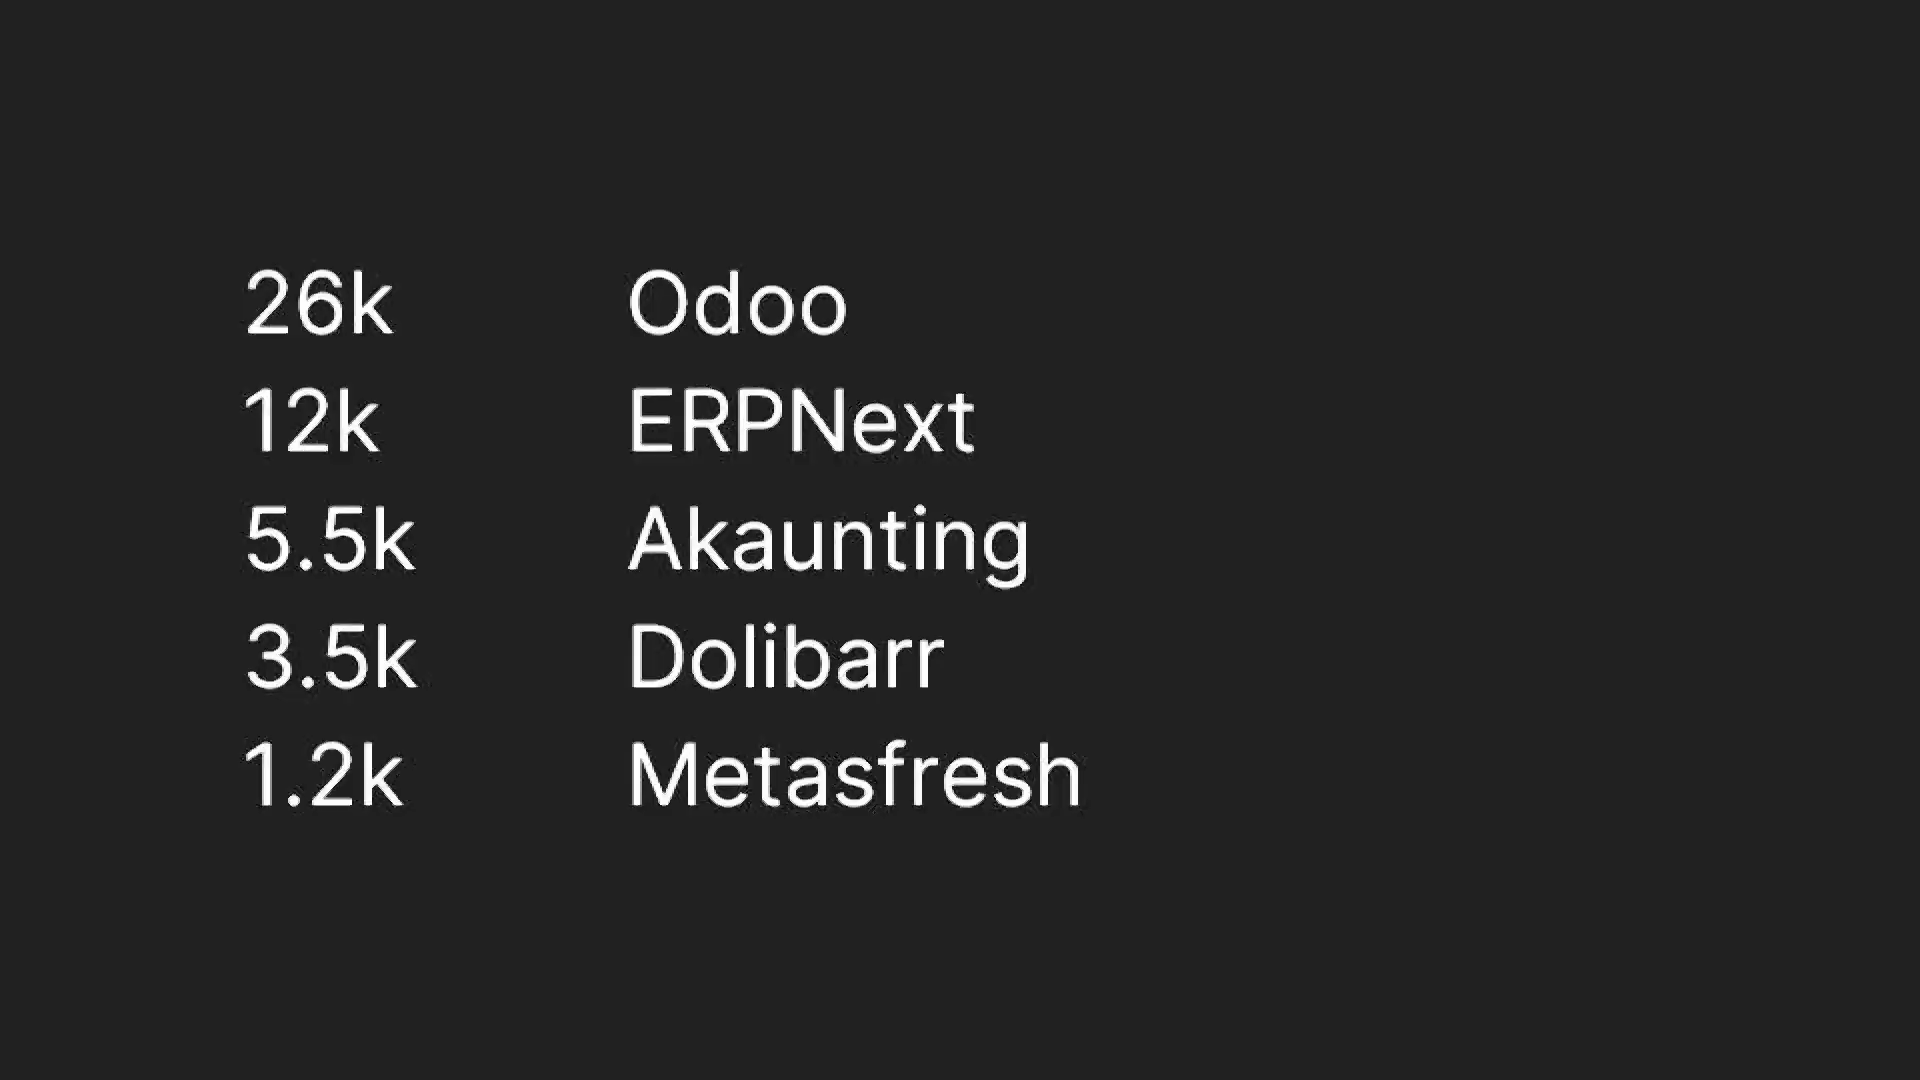 26k Odoo
12k ERPNext
5.5k Akaunting
3.5k Dolibarr
1.2k Metasfresh